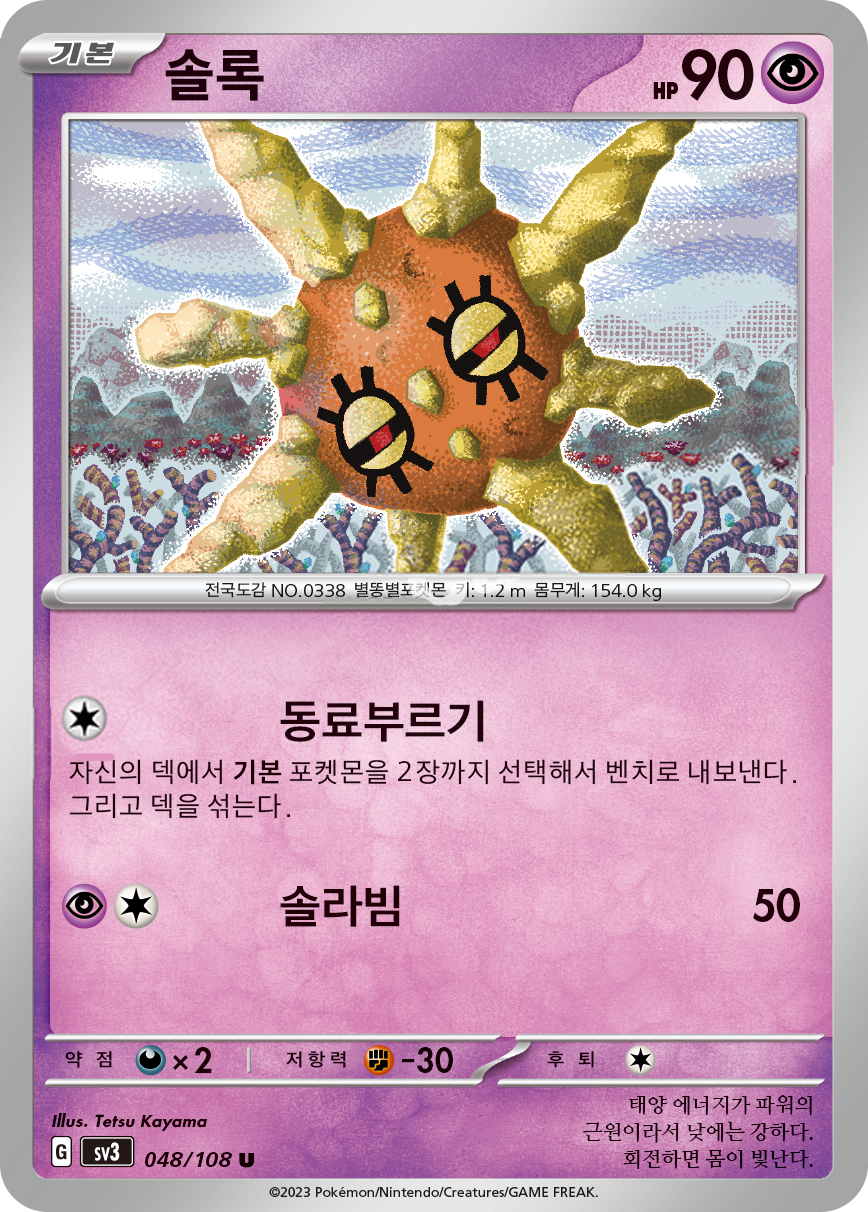 기본
솔록
HP 90
전국도감 NO.0338 별똥별포켓몬 키: 1.2 m 몸무게: 154.0 kg
동료부르기
자신의 덱에서 기본 포켓몬을 2장까지 선택해서 벤치로 내보낸다.
그리고 덱을 섞는다.
솔라빔 50
약점 ×2 저항력 -30 후퇴
Illus. Tetsu Kayama
G sv3 048/108 U
태양 에너지가 파워의
근원이라서 낮에는 강하다.
회전하면 몸이 빛난다.
©2023 Pokémon/Nintendo/Creatures/GAME FREAK.